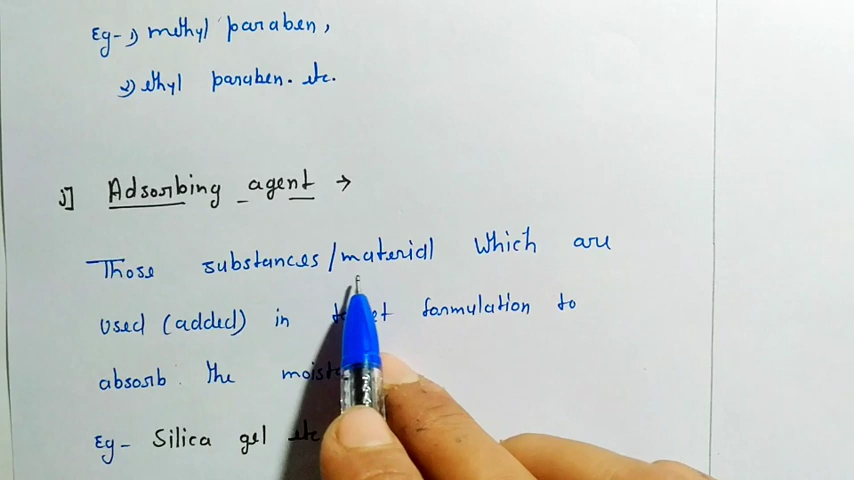 Eg- 1) methyl paraben,
2) ethyl paraben. etc.
J] Adsorbing agent →
Those substances/material Which are
used (added) in formulation to
absorb the
Eg- Silica gel etc